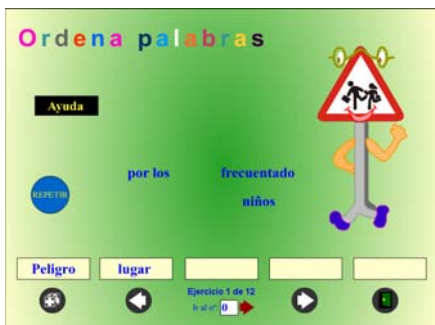 Ordena palabras
Ayuda
por los frecuentado
REPETIR
niños
Peligro lugar
Ejercicio 1 de 12
Ir al nº: 0